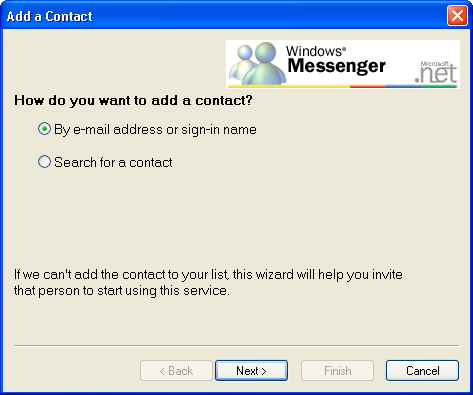 Add a Contact
Windows®
Messenger
Microsoft
.net
How do you want to add a contact?
By e-mail address or sign-in name
Search for a contact
If we can't add the contact to your list, this wizard will help you invite
that person to start using this service.
< Back
Next >
Finish
Cancel